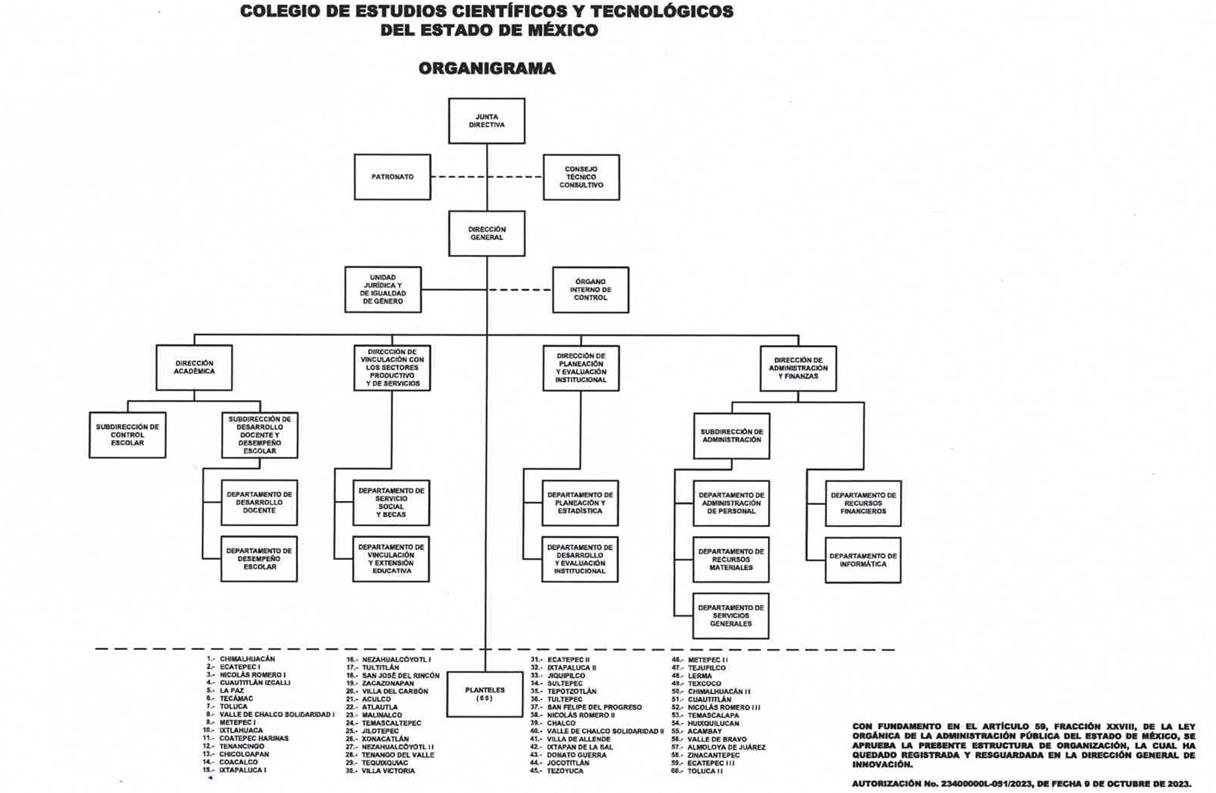 COLEGIO DE ESTUDIOS CIENTÍFICOS Y TECNOLÓGICOS
DEL ESTADO DE MÉXICO
ORGANIGRAMA
JUNTA
DIRECTIVA
PATRONATO
CONSEJO
TÉCNICO
CONSULTIVO
DIRECCIÓN
GENERAL
UNIDAD
JURÍDICA Y
DE IGUALDAD
DE GÉNERO
ÓRGANO
INTERNO DE
CONTROL
DIRECCIÓN
ACADÉMICA
DIRECCIÓN DE
VINCULACIÓN CON
LOS SECTORES
PRODUCTIVO
Y DE SERVICIOS
DIRECCIÓN DE
PLANEACIÓN
Y EVALUACIÓN
INSTITUCIONAL
DIRECCIÓN DE
ADMINISTRACIÓN
Y FINANZAS
SUBDIRECCIÓN DE
CONTROL
ESCOLAR
SUBDIRECCIÓN DE
DESARROLLO
DOCENTE Y
DESEMPEÑO
ESCOLAR
SUBDIRECCIÓN DE
ADMINISTRACIÓN
DEPARTAMENTO DE
DESARROLLO
DOCENTE
DEPARTAMENTO DE
SERVICIO
SOCIAL
Y BECAS
DEPARTAMENTO DE
PLANEACIÓN Y
ESTADÍSTICA
DEPARTAMENTO DE
ADMINISTRACIÓN
DE PERSONAL
DEPARTAMENTO DE
RECURSOS
FINANCIEROS
DEPARTAMENTO DE
DESEMPEÑO
ESCOLAR
DEPARTAMENTO DE
VINCULACIÓN
Y EXTENSIÓN
EDUCATIVA
DEPARTAMENTO DE
DESARROLLO
Y EVALUACIÓN
INSTITUCIONAL
DEPARTAMENTO DE
RECURSOS
MATERIALES
DEPARTAMENTO DE
INFORMÁTICA
DEPARTAMENTO DE
SERVICIOS
GENERALES
1.- CHIMALHUACÁN
2.- ECATEPEC I
3.- NICOLÁS ROMERO I
4.- CUAUTITLÁN IZCALLI
5.- LA PAZ
6.- TECÁMAC
7.- TOLUCA
8.- VALLE DE CHALCO SOLIDARIDAD I
9.- METEPEC I
10.- IXTLAHUACA
11.- COATEPEC HARINAS
12.- TENANCINGO
13.- CHICOLOAPAN
14.- COACALCO
15.- IXTAPALUCA I
16.- NEZAHUALCÓYOTL I
17.- TULTITLÁN
18.- SAN JOSÉ DEL RINCÓN
19.- ZACAZONAPAN
20.- VILLA DEL CARBÓN
21.- ACULCO
22.- ATLAUTLA
23.- MALINALCO
24.- TEMASCALTEPEC
25.- JILOTEPEC
26.- XONACATLÁN
27.- NEZAHUALCÓYOTL II
28.- TENANGO DEL VALLE
29.- TEQUIXQUIAC
30.- VILLA VICTORIA
PLANTELES
(60)
31.- ECATEPEC II
32.- IXTAPALUCA II
33.- JIQUIPILCO
34.- SULTEPEC
35.- TEPOTZOTLÁN
36.- TULTEPEC
37.- SAN FELIPE DEL PROGRESO
38.- NICOLÁS ROMERO II
39.- CHALCO
40.- VALLE DE CHALCO SOLIDARIDAD II
41.- VILLA DE ALLENDE
42.- IXTAPAN DE LA SAL
43.- DONATO GUERRA
44.- JOCOTITLÁN
45.- TEZOYUCA
46.- METEPEC II
47.- TEJUPILCO
48.- LERMA
49.- TEXCOCO
50.- CHIMALHUACÁN II
51.- CUAUTITLÁN
52.- NICOLÁS ROMERO III
53.- TEMASCALAPA
54.- HUIXQUILUCAN
55.- ACAMBAY
56.- VALLE DE BRAVO
57.- ALMOLOYA DE JUÁREZ
58.- ZINACANTEPEC
59.- ECATEPEC III
60.- TOLUCA II
CON FUNDAMENTO EN EL ARTÍCULO 59, FRACCIÓN XXVIII, DE LA LEY
ORGÁNICA DE LA ADMINISTRACIÓN PÚBLICA DEL ESTADO DE MÉXICO, SE
APRUEBA LA PRESENTE ESTRUCTURA DE ORGANIZACIÓN, LA CUAL HA
QUEDADO REGISTRADA Y RESGUARDADA EN LA DIRECCIÓN GENERAL DE
INNOVACIÓN.
AUTORIZACIÓN No. 23400000L-051/2023, DE FECHA 9 DE OCTUBRE DE 2023.